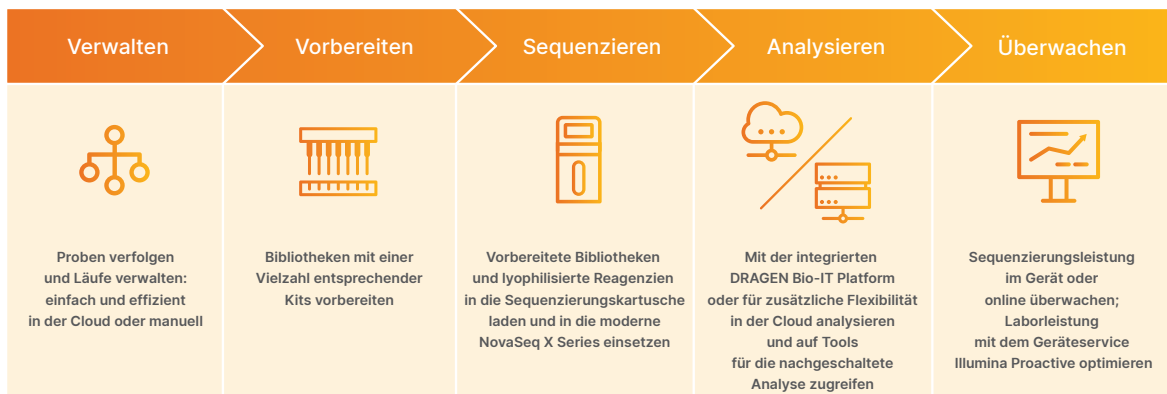 Verwalten
Vorbereiten
Sequenzieren
Analysieren
Überwachen
Proben verfolgen
und Läufe verwalten:
einfach und effizient
in der Cloud oder manuell
Bibliotheken mit einer
Vielzahl entsprechender
Kits vorbereiten
Vorbereitete Bibliotheken
und lyophilisierte Reagenzien
in die Sequenzierungskartusche
laden und in die moderne
NovaSeq X Series einsetzen
Mit der integrierten
DRAGEN Bio-IT Platform
oder für zusätzliche Flexibilität
in der Cloud analysieren
und auf Tools
für die nachgeschaltete
Analyse zugreifen
Sequenzierungsleistung
im Gerät oder
online überwachen;
Laborleistung
mit dem Geräteservice
Illumina Proactive optimieren